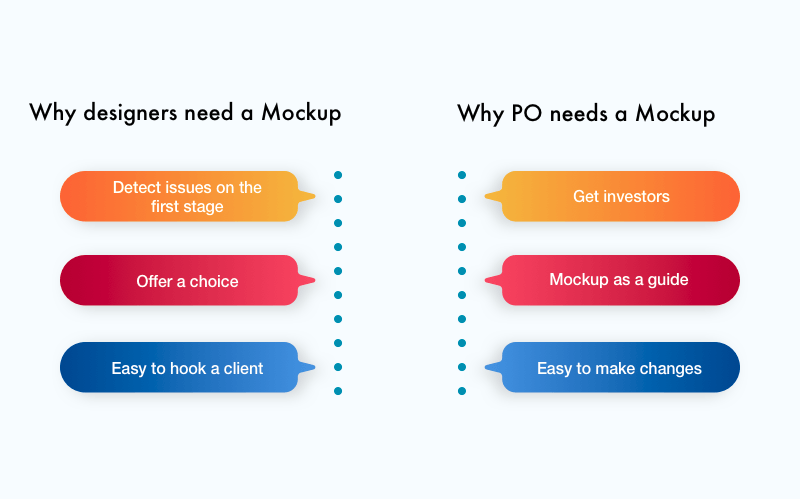 Why designers need a Mockup
Detect issues on the
first stage
Offer a choice
Easy to hook a client
Why PO needs a Mockup
Get investors
Mockup as a guide
Easy to make changes